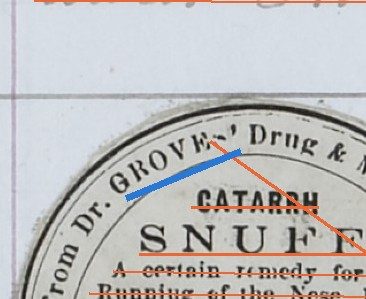 From Dr. GROVES' Drug &
CATARRH
SNUFF
A certain remedy for
Running of the Nose